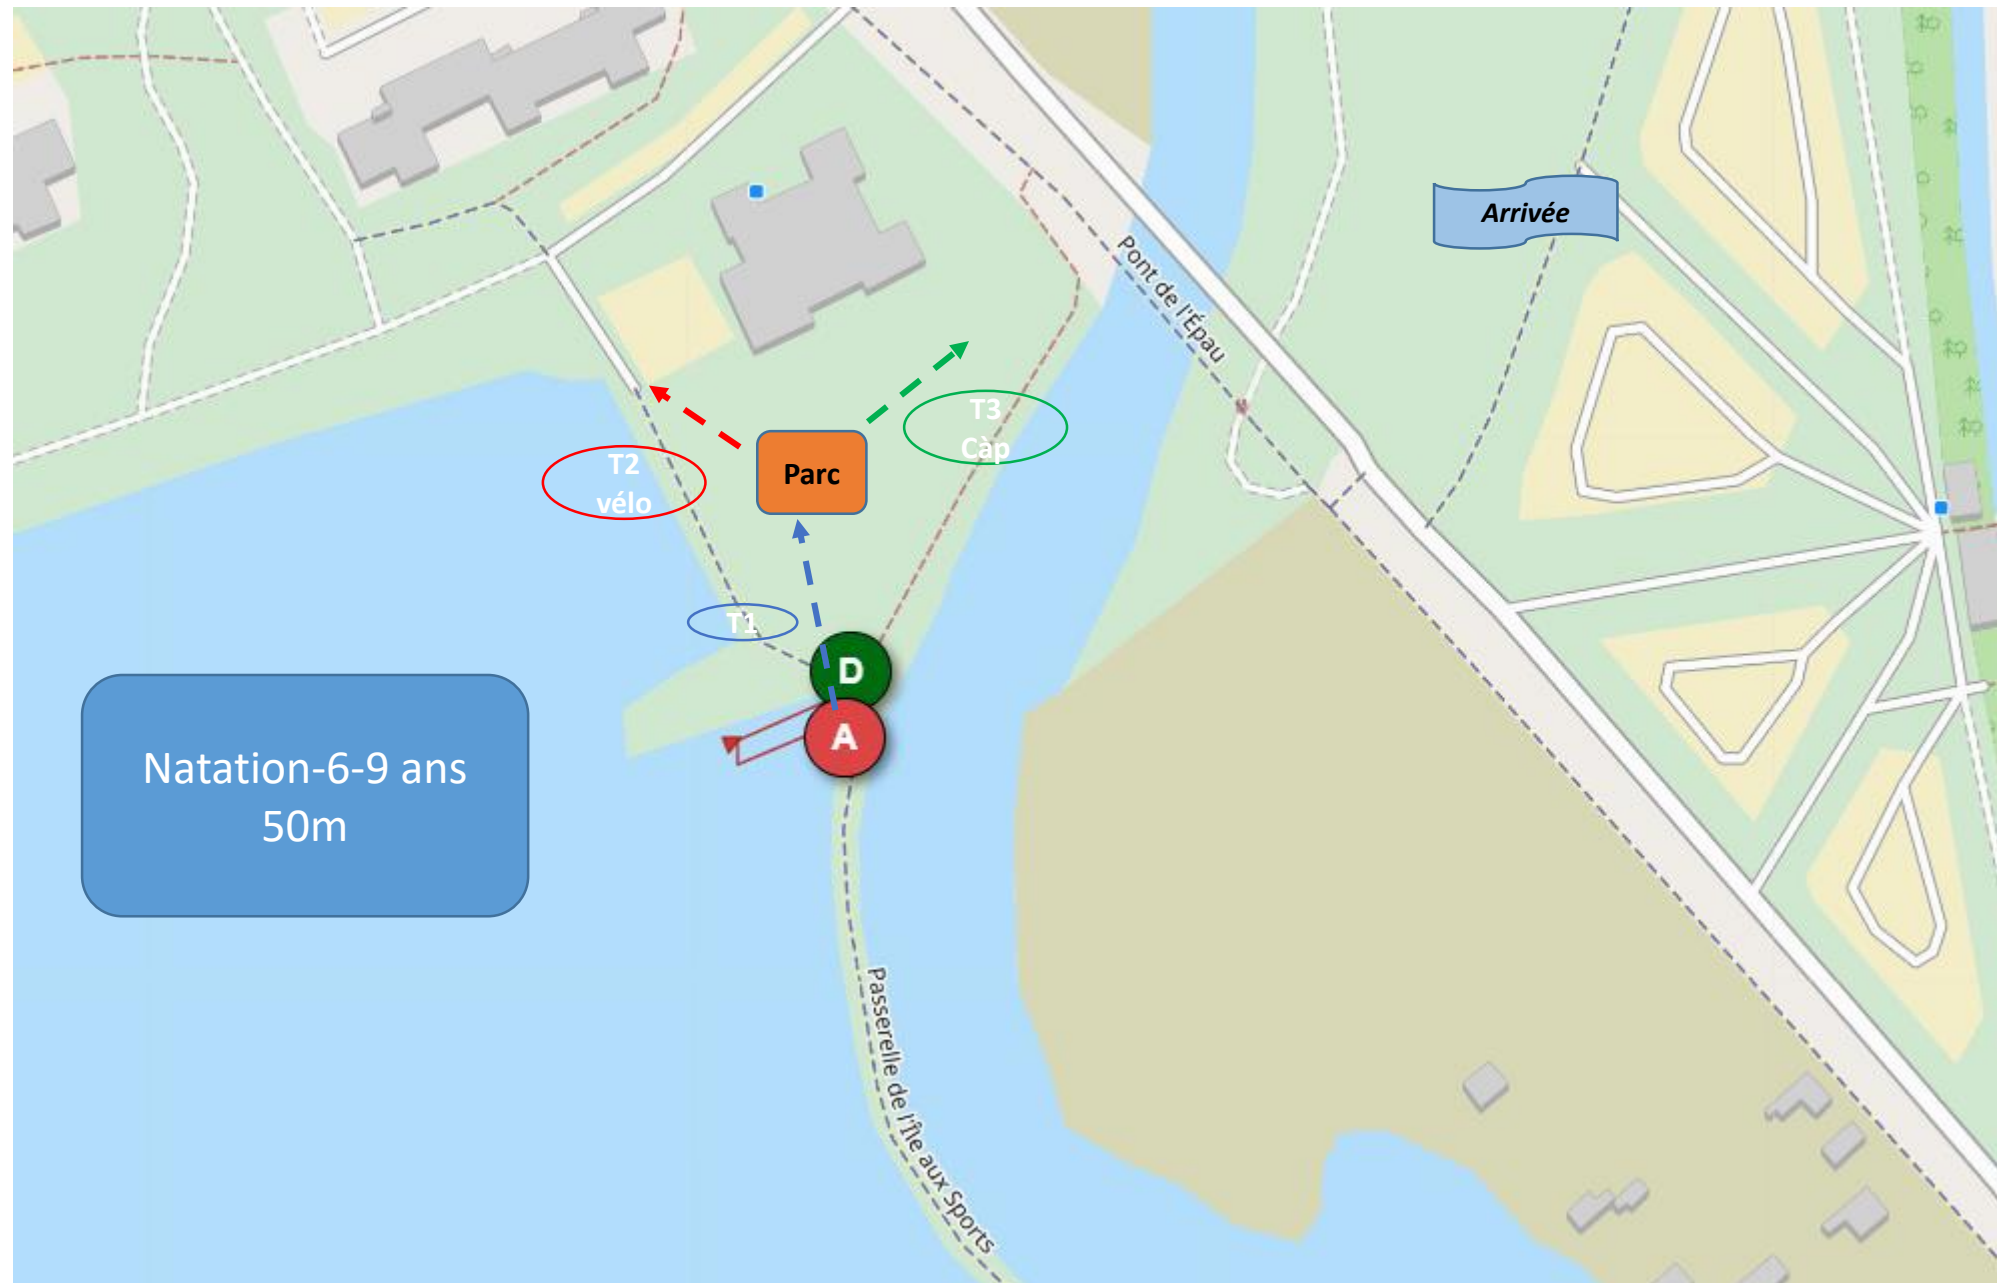 Arrivée
Pont de l'Épau
T3
Càp
T2
vélo
Parc
T1
D
A
Natation-6-9 ans
50m
Passerelle de l'Île aux Sports